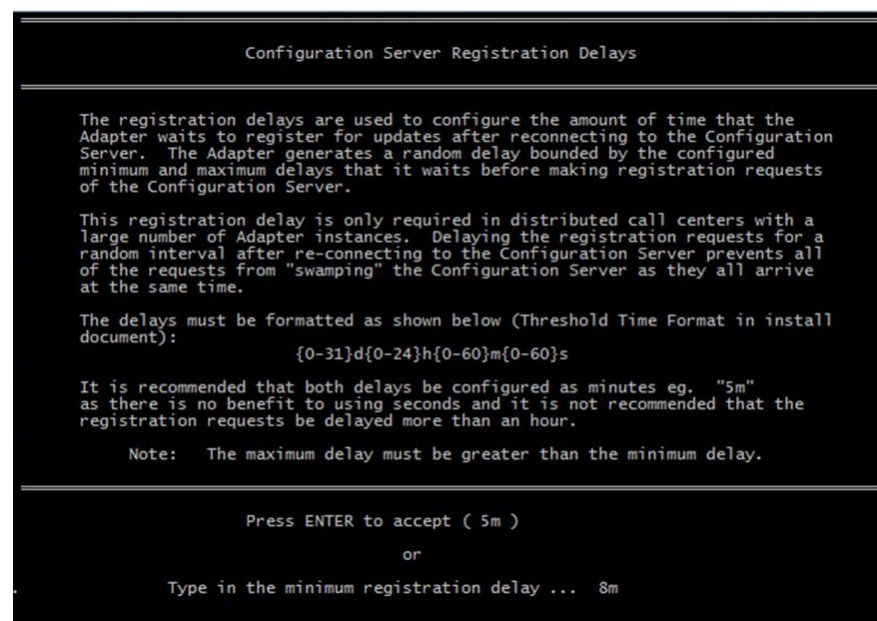 Configuration Server Registration Delays
The registration delays are used to configure the amount of time that the
Adapter waits to register for updates after reconnecting to the Configuration
Server.  The Adapter generates a random delay bounded by the configured
minimum and maximum delays that it waits before making registration requests
of the Configuration Server.
This registration delay is only required in distributed call centers with a
large number of Adapter instances.  Delaying the registration requests for a
random interval after re-connecting to the Configuration Server prevents all
of the requests from "swamping" the Configuration Server as they all arrive
at the same time.
The delays must be formatted as shown below (Threshold Time Format in install
document):
{0-31}d{0-24}h{0-60}m{0-60}s
It is recommended that both delays be configured as minutes eg.  "5m"
as there is no benefit to using seconds and it is not recommended that the
registration requests be delayed more than an hour.
Note:   The maximum delay must be greater than the minimum delay.
Press ENTER to accept ( 5m )
or
.   Type in the minimum registration delay ...  8m